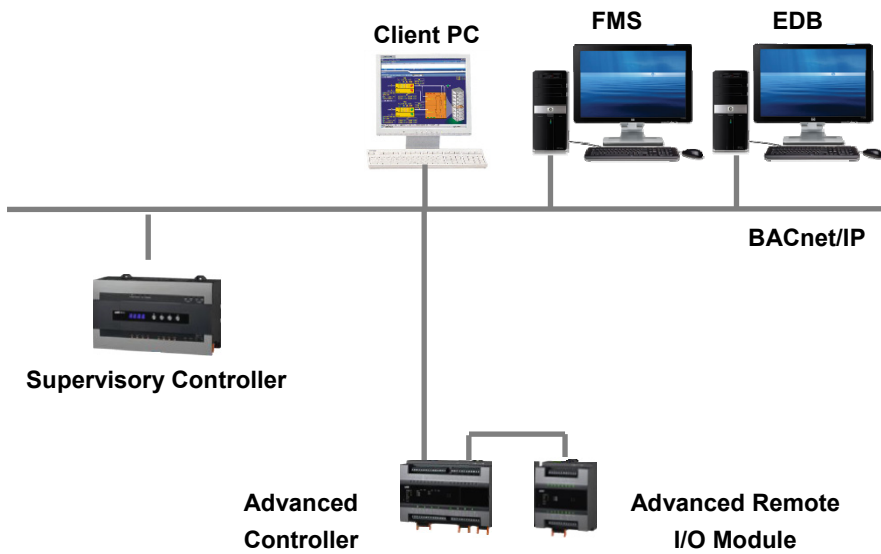 Client PC
FMS
EDB
BACnet/IP
Supervisory Controller
Advanced
Controller
Advanced Remote
I/O Module